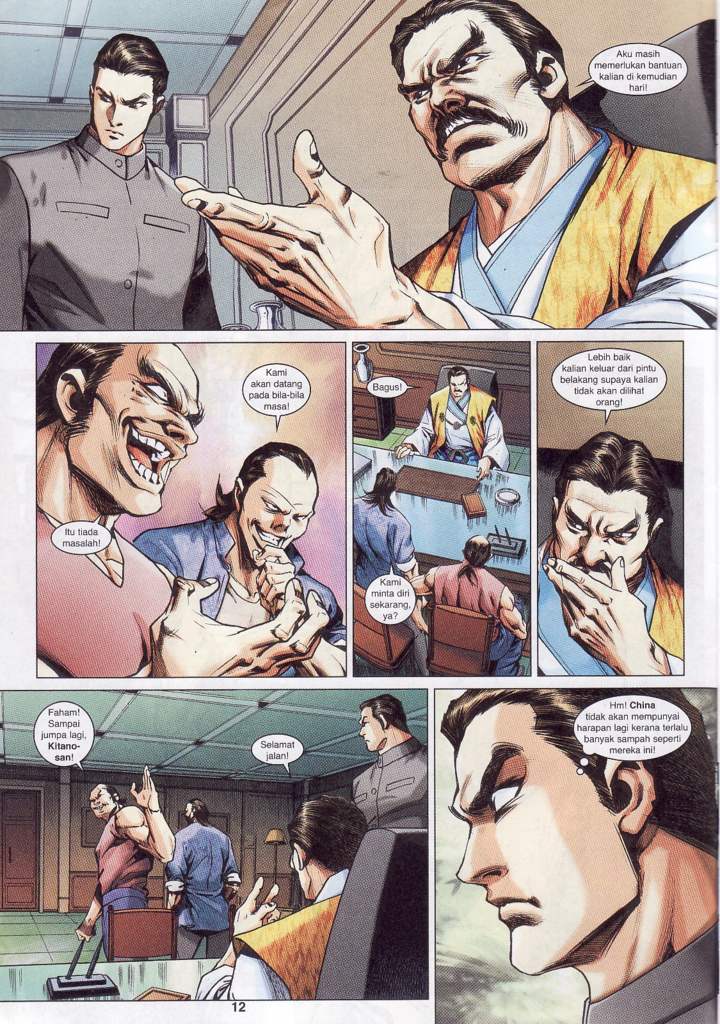 Aku masih
memerlukan bantuan
kalian di kemudian
hari!
Kami
akan datang
pada bila-bila
masa!
Itu tiada
masalah!
Bagus!
Kami
minta diri
sekarang,
ya?
Lebih baik
kalian keluar dari pintu
belakang supaya kalian
tidak akan dilihat
orang!
Faham!
Sampai
jumpa lagi,
Kitano-
san!
Selamat
jalan!
Hm! China
tidak akan mempunyai
harapan lagi kerana terlalu
banyak sampah seperti
mereka ini!
12